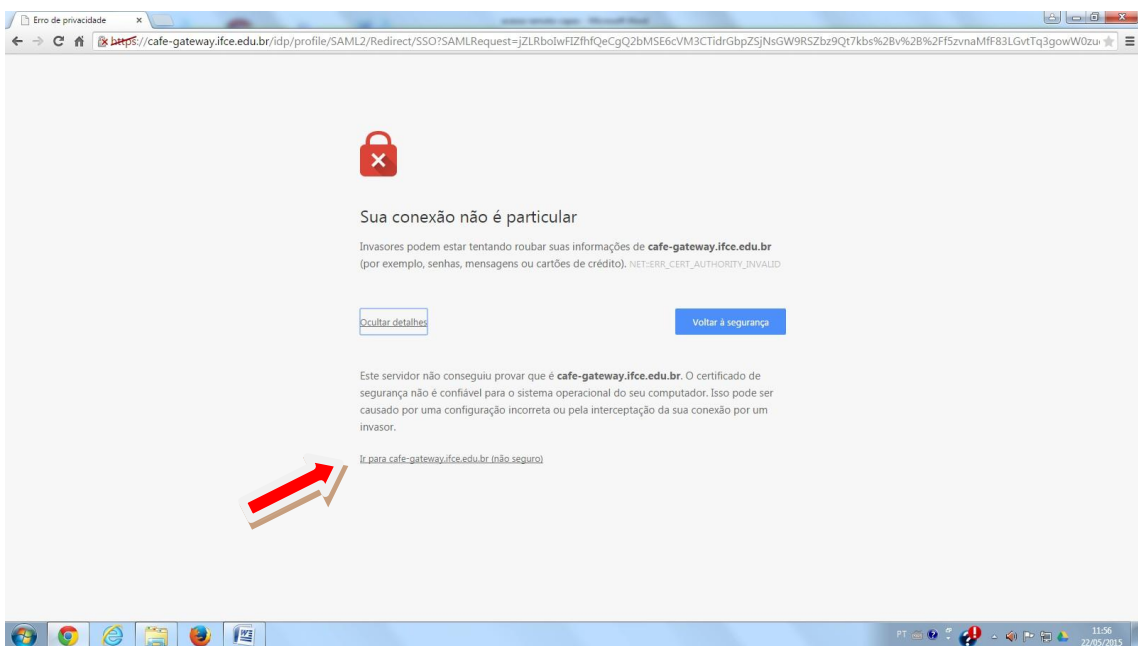 Erro de privacidade
https://cafe-gateway.ifce.edu.br/idp/profile/SAML2/Redirect/SSO?SAMLRequest=
Sua conexão não é particular
Invasores podem estar tentando roubar suas informações de cafe-gateway.ifce.edu.br
(por exemplo, senhas, mensagens ou cartões de crédito). NET::ERR_CERT_AUTHORITY_INVALID
Ocultar detalhes
Voltar à segurança
Este servidor não conseguiu provar que é cafe-gateway.ifce.edu.br. O certificado de
segurança não é confiável para o sistema operacional do seu computador. Isso pode ser
causado por uma configuração incorreta ou pela interceptação da sua conexão por um
invasor.
Ir para cafe-gateway.ifce.edu.br (não seguro)
PT
11:56
22/05/2015